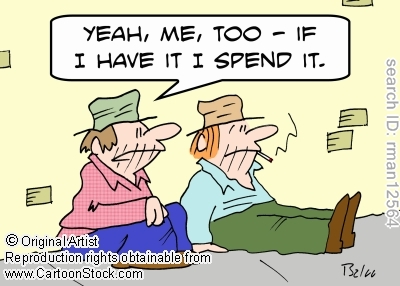 YEAH, ME, TOO - IF
I HAVE IT I SPEND IT.
search ID: rman12564
© Original Artist
Reproduction rights obtainable from
www.CartoonStock.com